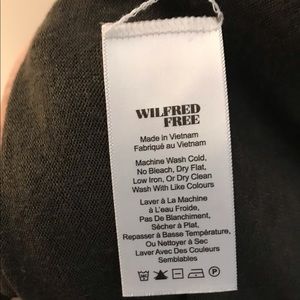 WILFRED
FREE
Made in Vietnam
Fabriqué au Vietnam
Machine Wash Cold,
No Bleach, Dry Flat,
Low Iron, Or Dry Clean
Wash With Like Colours
Laver à La Machine
à L'eau Froide,
Pas De Blanchiment,
Sécher à Plat,
Repasser à Basse Température,
Ou Nettoyer à Sec
Laver Avec Des Couleurs
Semblables
P